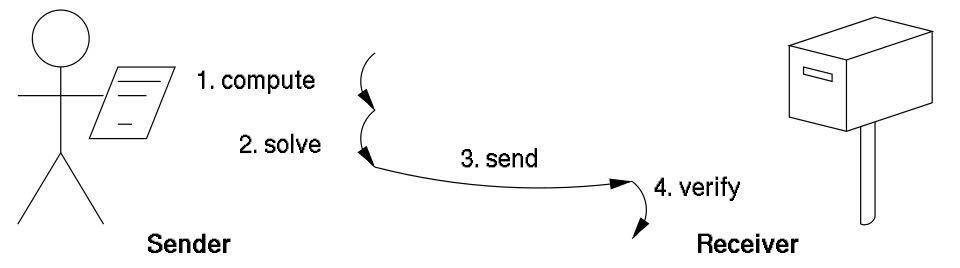 1. compute
2. solve
3. send
4. verify
Sender
Receiver